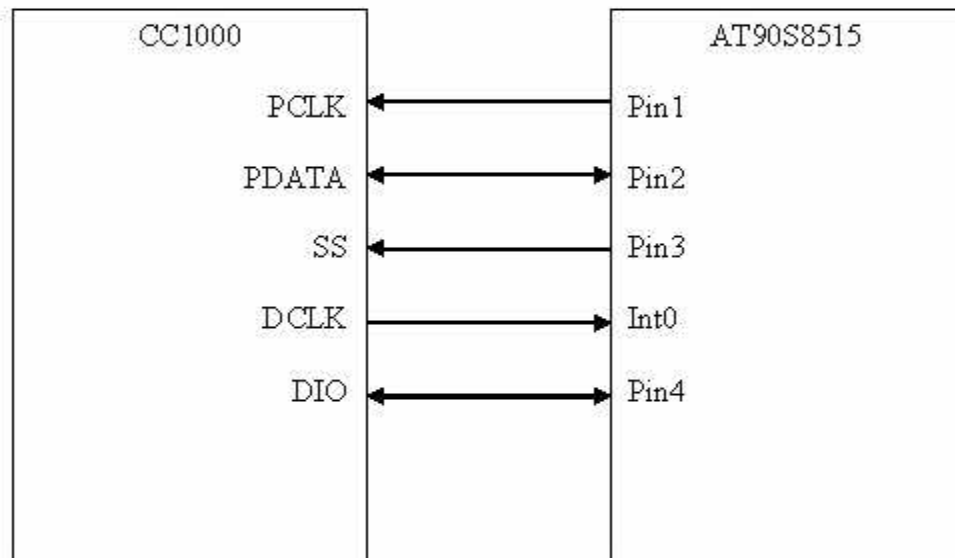 CC1000 AT90S8515
PCLK Pin1
PDATA Pin2
SS Pin3
DCLK Int0
DIO Pin4